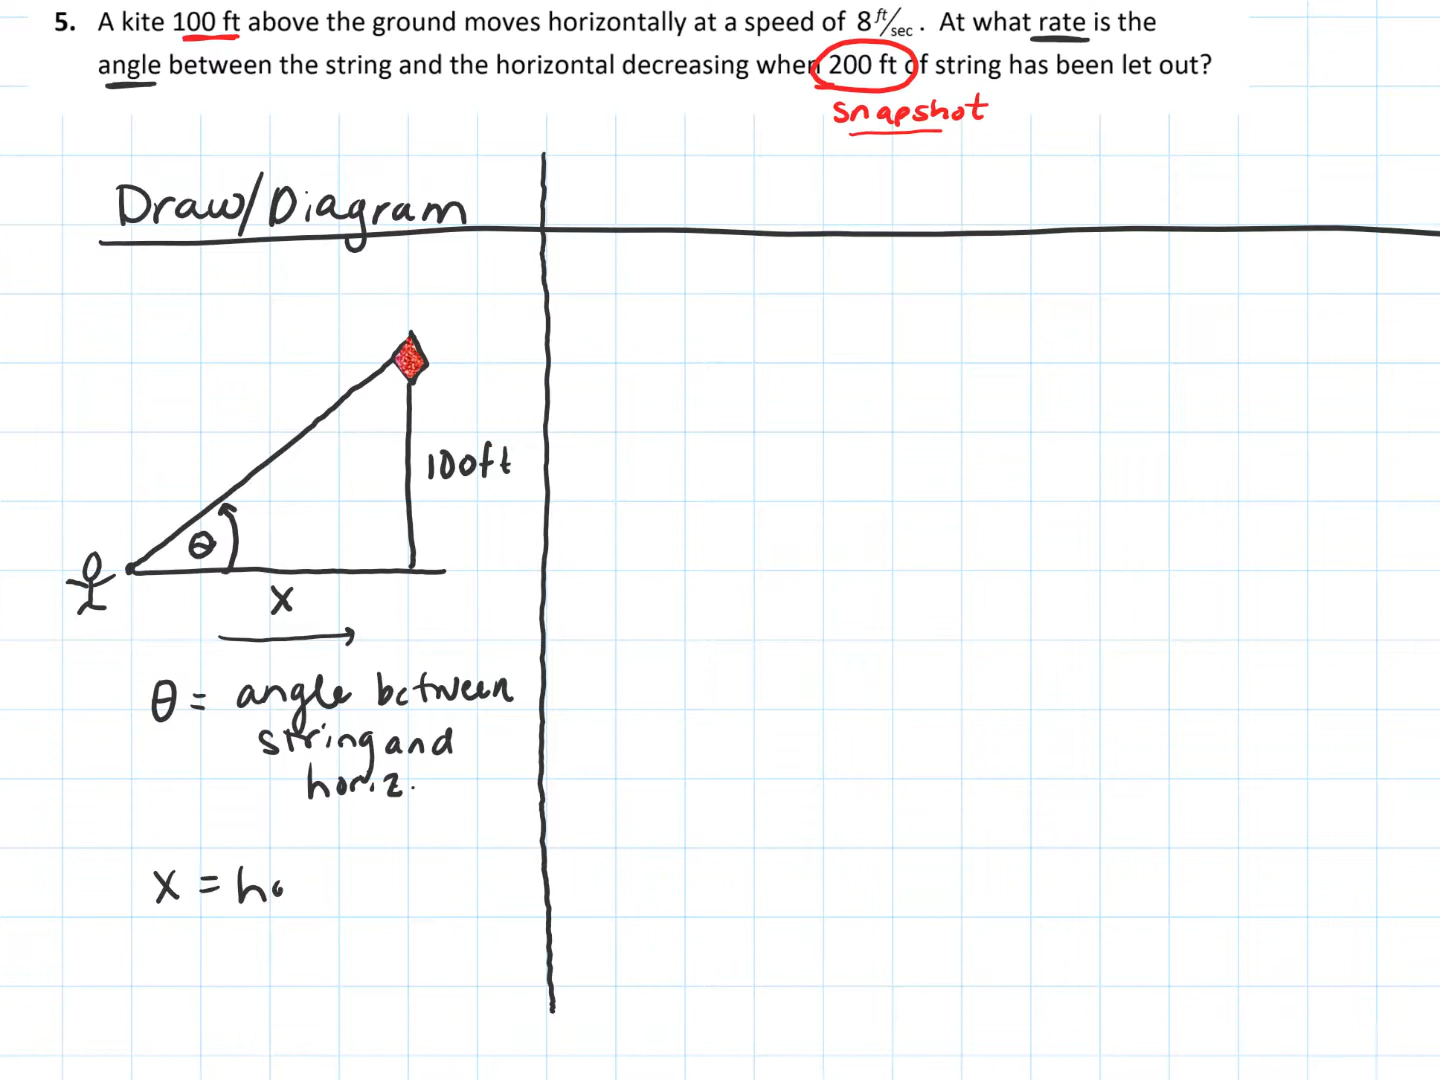 5. A kite 100 ft above the ground moves horizontally at a speed of 8 ft/sec. At what rate is the
angle between the string and the horizontal decreasing when 200 ft of string has been let out?
snapshot
Draw/Diagram
100ft
θ
x
θ = angle between
string and
horiz.
x = ho